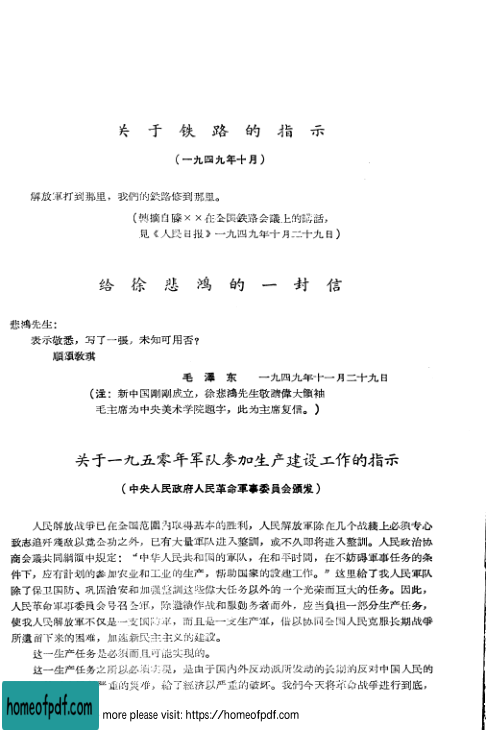 关于铁路的指示
（一九四九年十月）
解放軍打到那里，我們的鉄路修到那里。
（轉摘自滕××在全国鉄路会議上的講話，
見《人民日报》一九四九年十月二十九日）
给徐悲鸿的一封信
悲鴻先生：
表示敬悉，写了一張，未知可用否？
順頌敎祺
毛澤东 一九四九年十一月二十九日
（注：新中国剛剛成立，徐悲鴻先生敬請偉大領袖
毛主席为中央美术学院題字，此为主席复信。）
关于一九五零年军队参加生产建设工作的指示
（中央人民政府人民革命軍事委員会頒发）
人民解放战爭已在全国范圍內取得基本的胜利，人民解放軍除在几个战綫上必須专心
致志追歼殘敌以竟全功之外，已有大量軍队进入整訓，或不久即将进入整訓。人民政治协
商会議共同綱領中規定：“中华人民共和国的軍队，在和平时間，在不妨碍軍事任务的条
件下，应有計划的参加农业和工业的生产，帮助国家的設建工作。”这里給了我人民軍队
除了保卫国防、巩固治安和加强整訓这些偉大任务以外的一个光荣而巨大的任务。因此，
人民革命軍事委員会号召全軍，除繼續作战和服勤务者而外，应当負担一部分生产任务，
使我人民解放軍不仅是一支国防軍，而且是一支生产軍，借以协同全国人民克服长期战爭
所遺留下来的困难，加速新民主主义的建設。
这一生产任务是必須而且可能实現的。
这一生产任务之所以必須实現，是由于国内外反动派所发动的长期的反对中国人民的
严重的災难，給了經济以严重的破坏。我們今天将革命战爭进行到底，
homeofpdf.com
more please visit: https://homeofpdf.com